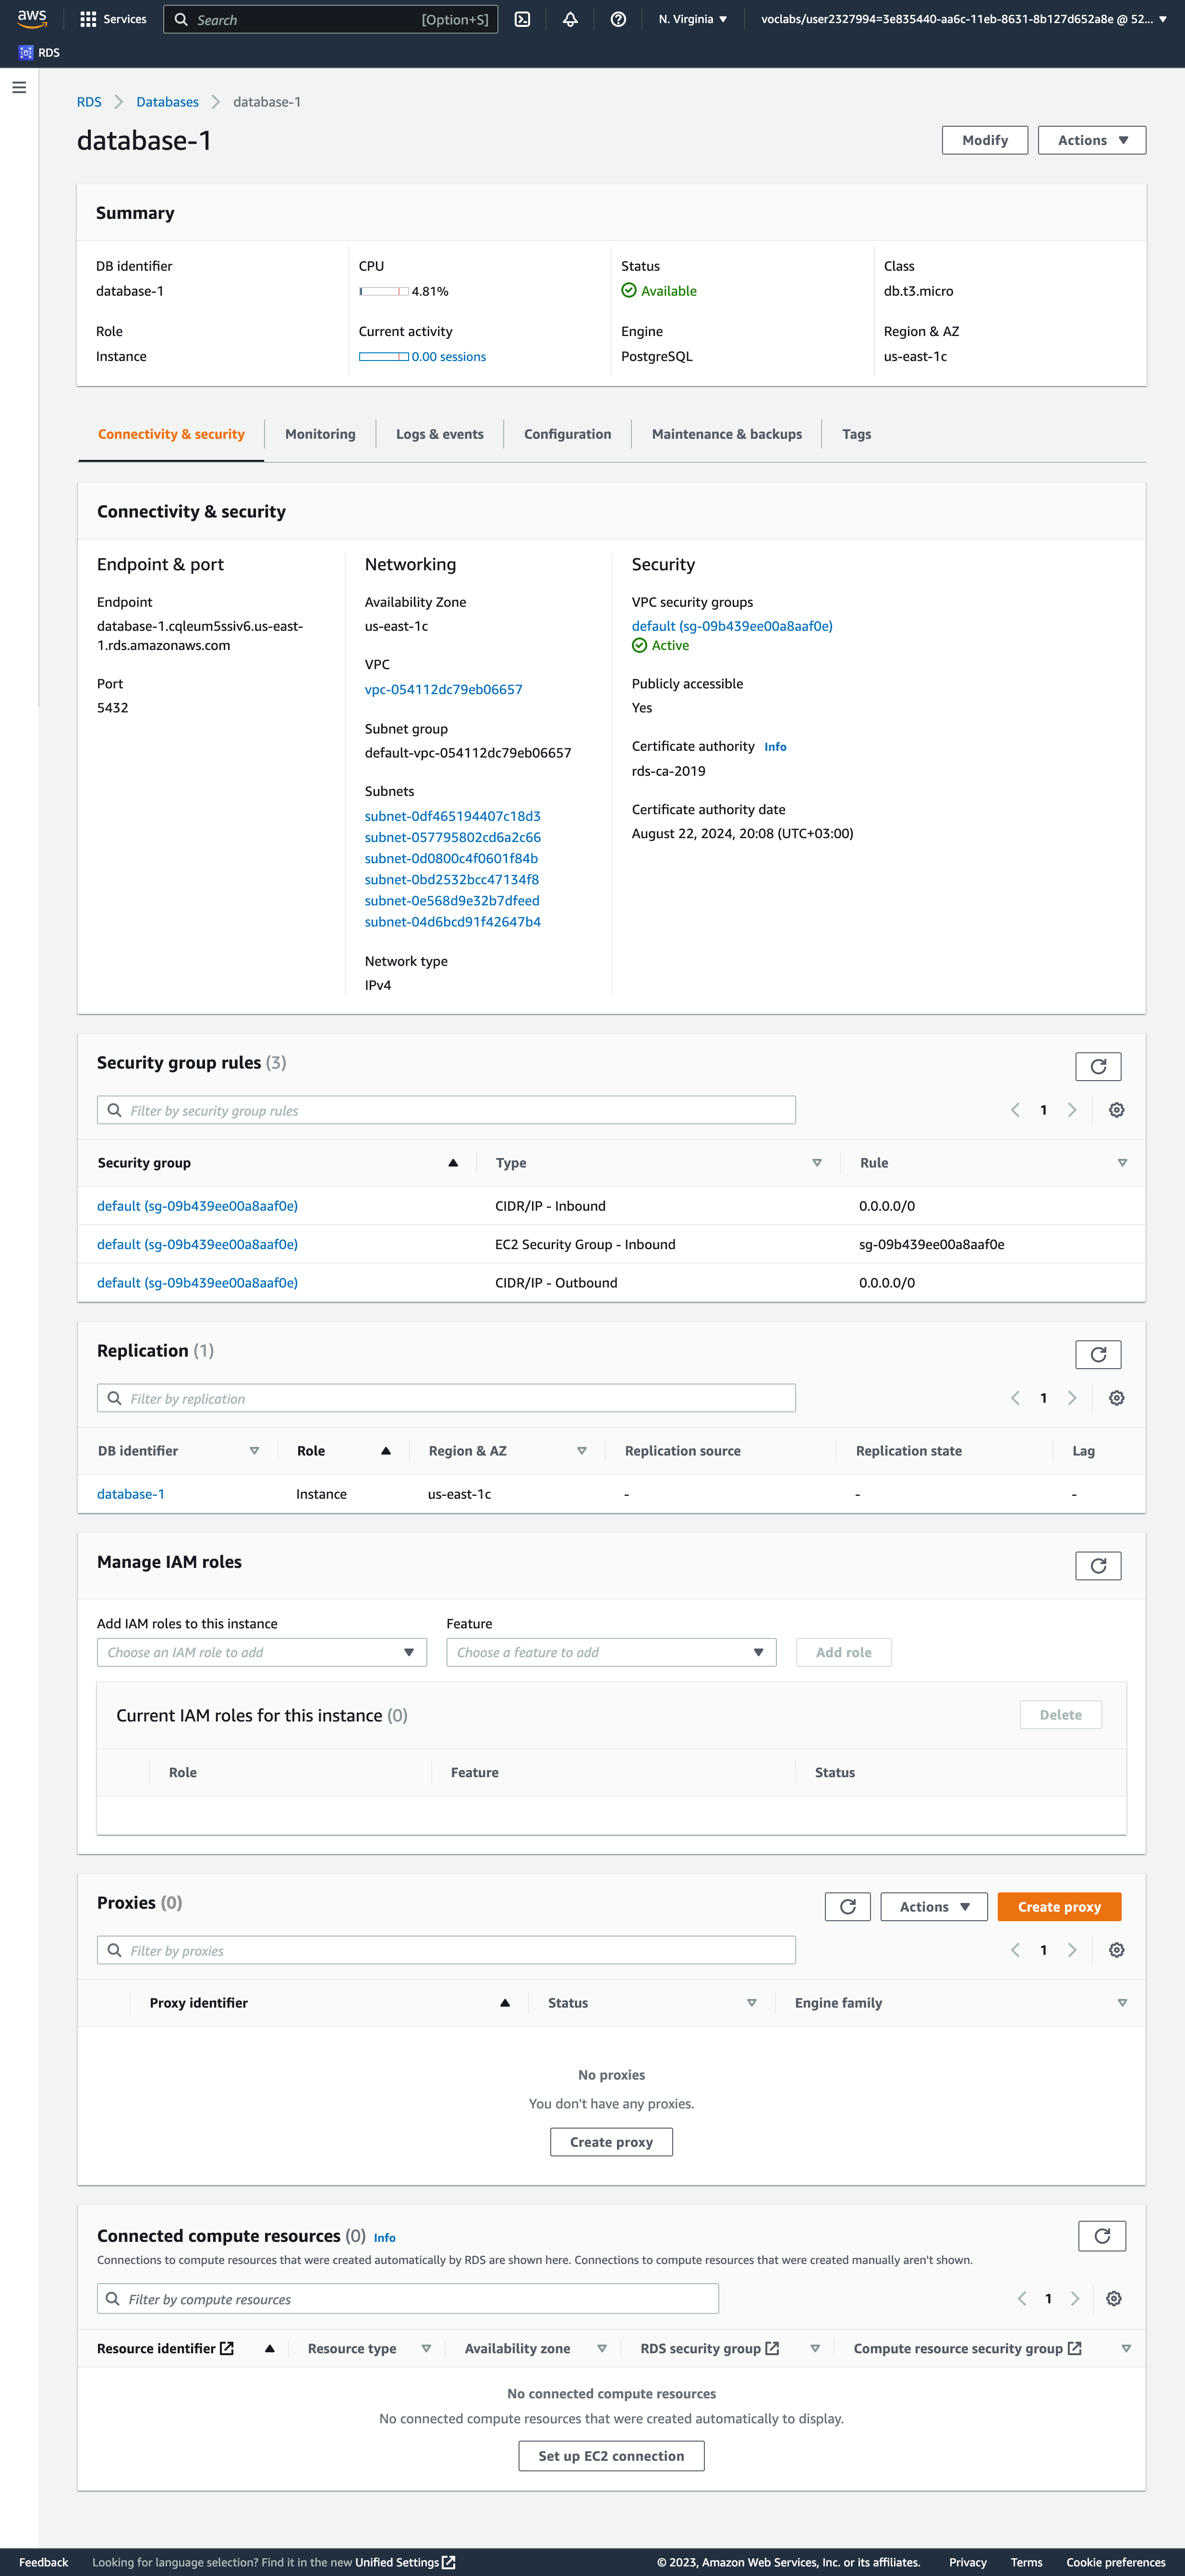 aws
Services
Search
[Option+S]
N. Virginia
voclabs/user2327994=3e835440-aa6c-11eb-8631-8b127d652a8e @ 52...
RDS
RDS
Databases
database-1
database-1
Modify
Actions
Summary
DB identifier
database-1
CPU
4.81%
Status
Available
Class
db.t3.micro
Role
Instance
Current activity
0.00 sessions
Engine
PostgreSQL
Region & AZ
us-east-1c
Connectivity & security
Monitoring
Logs & events
Configuration
Maintenance & backups
Tags
Connectivity & security
Endpoint & port
Endpoint
database-1.cqleum5ssiv6.us-east-
1.rds.amazonaws.com
Port
5432
Networking
Availability Zone
us-east-1c
VPC
vpc-054112dc79eb06657
Subnet group
default-vpc-054112dc79eb06657
Subnets
subnet-0df465194407c18d3
subnet-057795802cd6a2c66
subnet-0d0800c4f0601f84b
subnet-0bd2532bcc47134f8
subnet-0e568d9e32b7dfeed
subnet-04d6bcd91f42647b4
Network type
IPv4
Security
VPC security groups
default (sg-09b439ee00a8aaf0e)
Active
Publicly accessible
Yes
Certificate authority Info
rds-ca-2019
Certificate authority date
August 22, 2024, 20:08 (UTC+03:00)
Security group rules (3)
Filter by security group rules
1
Security group
Type
Rule
default (sg-09b439ee00a8aaf0e)
CIDR/IP - Inbound
0.0.0.0/0
default (sg-09b439ee00a8aaf0e)
EC2 Security Group - Inbound
sg-09b439ee00a8aaf0e
default (sg-09b439ee00a8aaf0e)
CIDR/IP - Outbound
0.0.0.0/0
Replication (1)
Filter by replication
1
DB identifier
Role
Region & AZ
Replication source
Replication state
Lag
database-1
Instance
us-east-1c
-
-
-
Manage IAM roles
Add IAM roles to this instance
Choose an IAM role to add
Feature
Choose a feature to add
Add role
Current IAM roles for this instance (0)
Delete
Role
Feature
Status
Proxies (0)
Actions
Create proxy
Filter by proxies
1
Proxy identifier
Status
Engine family
No proxies
You don't have any proxies.
Create proxy
Connected compute resources (0) Info
Connections to compute resources that were created automatically by RDS are shown here. Connections to compute resources that were created manually aren't shown.
Filter by compute resources
1
Resource identifier
Resource type
Availability zone
RDS security group
Compute resource security group
No connected compute resources
No connected compute resources that were created automatically to display.
Set up EC2 connection
Feedback
Looking for language selection? Find it in the new Unified Settings
© 2023, Amazon Web Services, Inc. or its affiliates.
Privacy
Terms
Cookie preferences